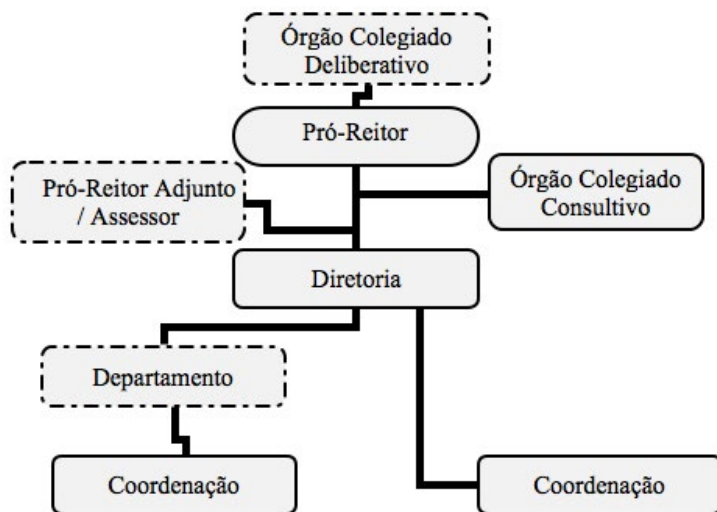 Órgão Colegiado
Deliberativo
Pró-Reitor
Pró-Reitor Adjunto
/ Assessor
Órgão Colegiado
Consultivo
Diretoria
Departamento
Coordenação
Coordenação